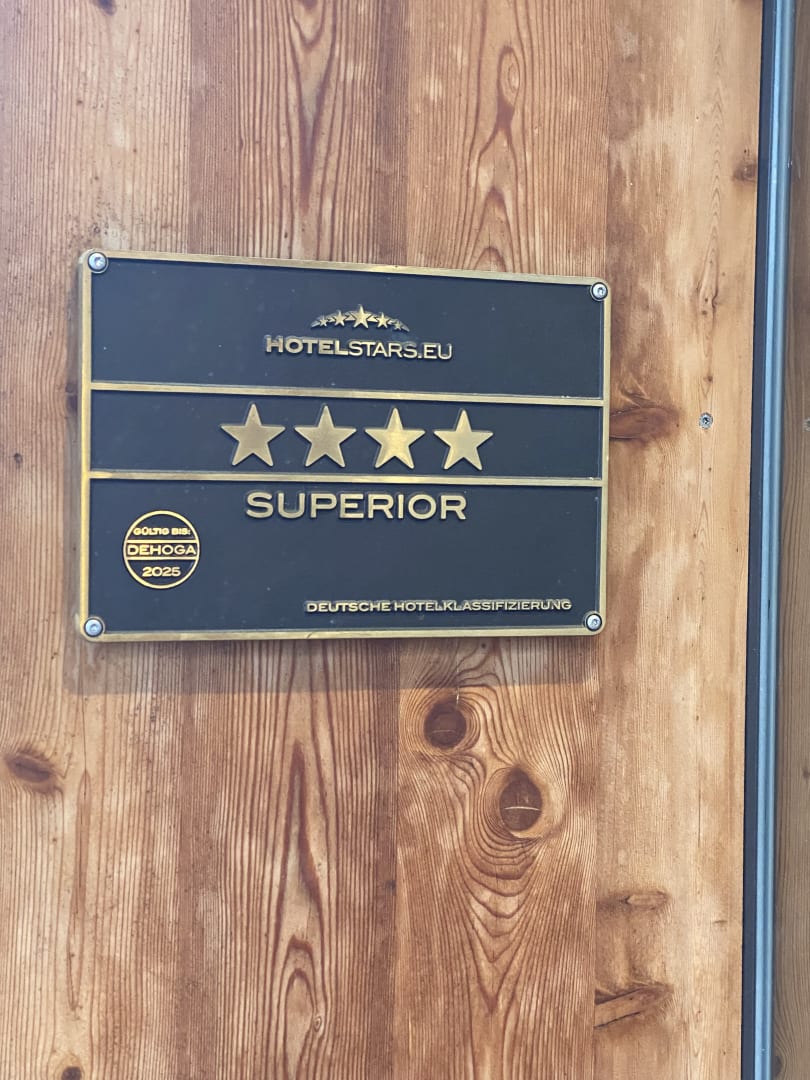 HOTELSTARS.EU
SUPERIOR
GÜLTIG BIS:
DEHOGA
2025
DEUTSCHE HOTELKLASSIFIZIERUNG